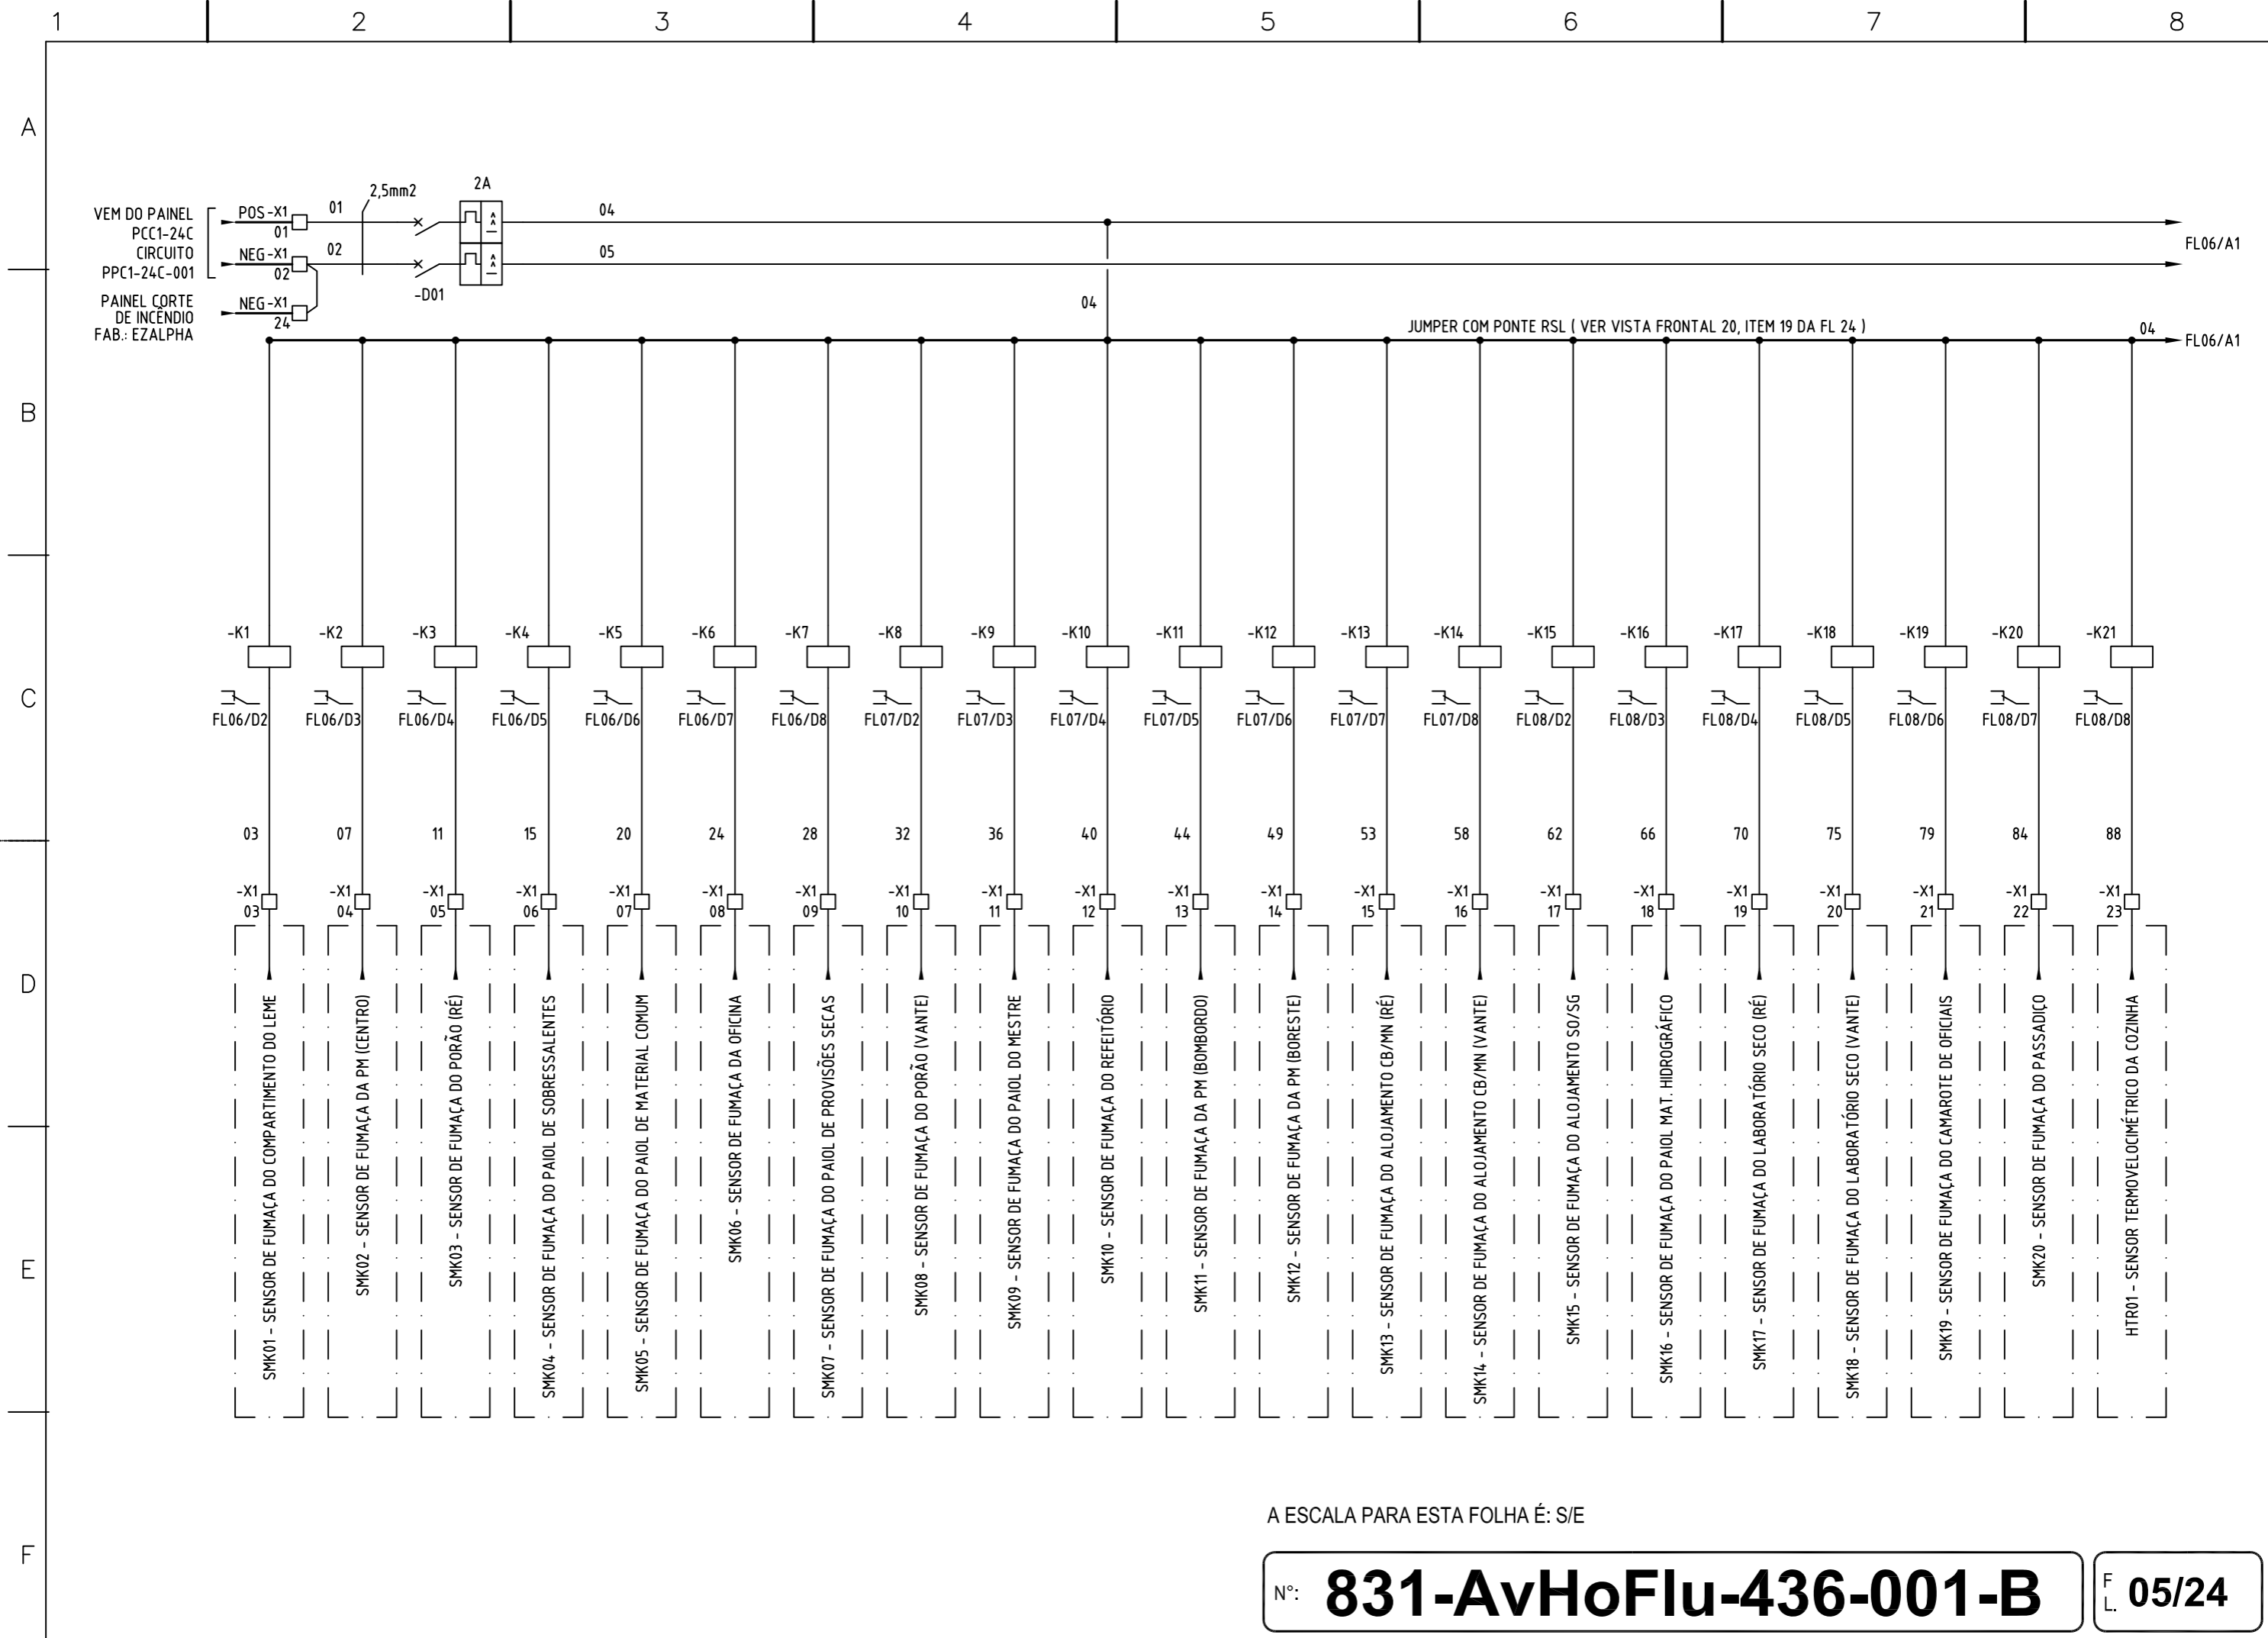 1 2 3 4 5 6 7 8
A
B
C
D
E
F
VEM DO PAINEL
PCC1-24C
CIRCUITO
PPC1-24C-001
PAINEL CORTE
DE INCÊNDIO
FAB.: EZALPHA
POS -X1
01
NEG -X1
02
NEG -X1
24
01
02
2,5mm2
2A
-D01
04
05
FL06/A1
04
JUMPER COM PONTE RSL ( VER VISTA FRONTAL 20, ITEM 19 DA FL 24 )
04
FL06/A1
-K1 -K2 -K3 -K4 -K5 -K6 -K7 -K8 -K9 -K10 -K11 -K12 -K13 -K14 -K15 -K16 -K17 -K18 -K19 -K20 -K21
FL06/D2 FL06/D3 FL06/D4 FL06/D5 FL06/D6 FL06/D7 FL06/D8 FL07/D2 FL07/D3 FL07/D4 FL07/D5 FL07/D6 FL07/D7 FL07/D8 FL08/D2 FL08/D3 FL08/D4 FL08/D5 FL08/D6 FL08/D7 FL08/D8
03 07 11 15 20 24 28 32 36 40 44 49 53 58 62 66 70 75 79 84 88
-X1 -X1 -X1 -X1 -X1 -X1 -X1 -X1 -X1 -X1 -X1 -X1 -X1 -X1 -X1 -X1 -X1 -X1 -X1 -X1 -X1
03 04 05 06 07 08 09 10 11 12 13 14 15 16 17 18 19 20 21 22 23
SMK01 - SENSOR DE FUMAÇA DO COMPARTIMENTO DO LEME
SMK02 - SENSOR DE FUMAÇA DA PM (CENTRO)
SMK03 - SENSOR DE FUMAÇA DO PORÃO (RÉ)
SMK04 - SENSOR DE FUMAÇA DO PAIOL DE SOBRESSALENTES
SMK05 - SENSOR DE FUMAÇA DO PAIOL DE MATERIAL COMUM
SMK06 - SENSOR DE FUMAÇA DA OFICINA
SMK07 - SENSOR DE FUMAÇA DO PAIOL DE PROVISÕES SECAS
SMK08 - SENSOR DE FUMAÇA DO PORÃO (VANTE)
SMK09 - SENSOR DE FUMAÇA DO PAIOL DO MESTRE
SMK10 - SENSOR DE FUMAÇA DO REFEITÓRIO
SMK11 - SENSOR DE FUMAÇA DA PM (BOMBORDO)
SMK12 - SENSOR DE FUMAÇA DA PM (BORESTE)
SMK13 - SENSOR DE FUMAÇA DO ALOJAMENTO CB/MN (RÉ)
SMK14 - SENSOR DE FUMAÇA DO ALOJAMENTO CB/MN (VANTE)
SMK15 - SENSOR DE FUMAÇA DO ALOJAMENTO SO/SG
SMK16 - SENSOR DE FUMAÇA DO PAIOL MAT. HIDROGRÁFICO
SMK17 - SENSOR DE FUMAÇA DO LABORATÓRIO SECO (RÉ)
SMK18 - SENSOR DE FUMAÇA DO LABORATÓRIO SECO (VANTE)
SMK19 - SENSOR DE FUMAÇA DO CAMAROTE DE OFICIAIS
SMK20 - SENSOR DE FUMAÇA DO PASSADIÇO
HTR01 - SENSOR TERMOVELOCIMÉTRICO DA COZINHA
A ESCALA PARA ESTA FOLHA É: S/E
N°: 831-AvHoFlu-436-001-B
F L. 05/24